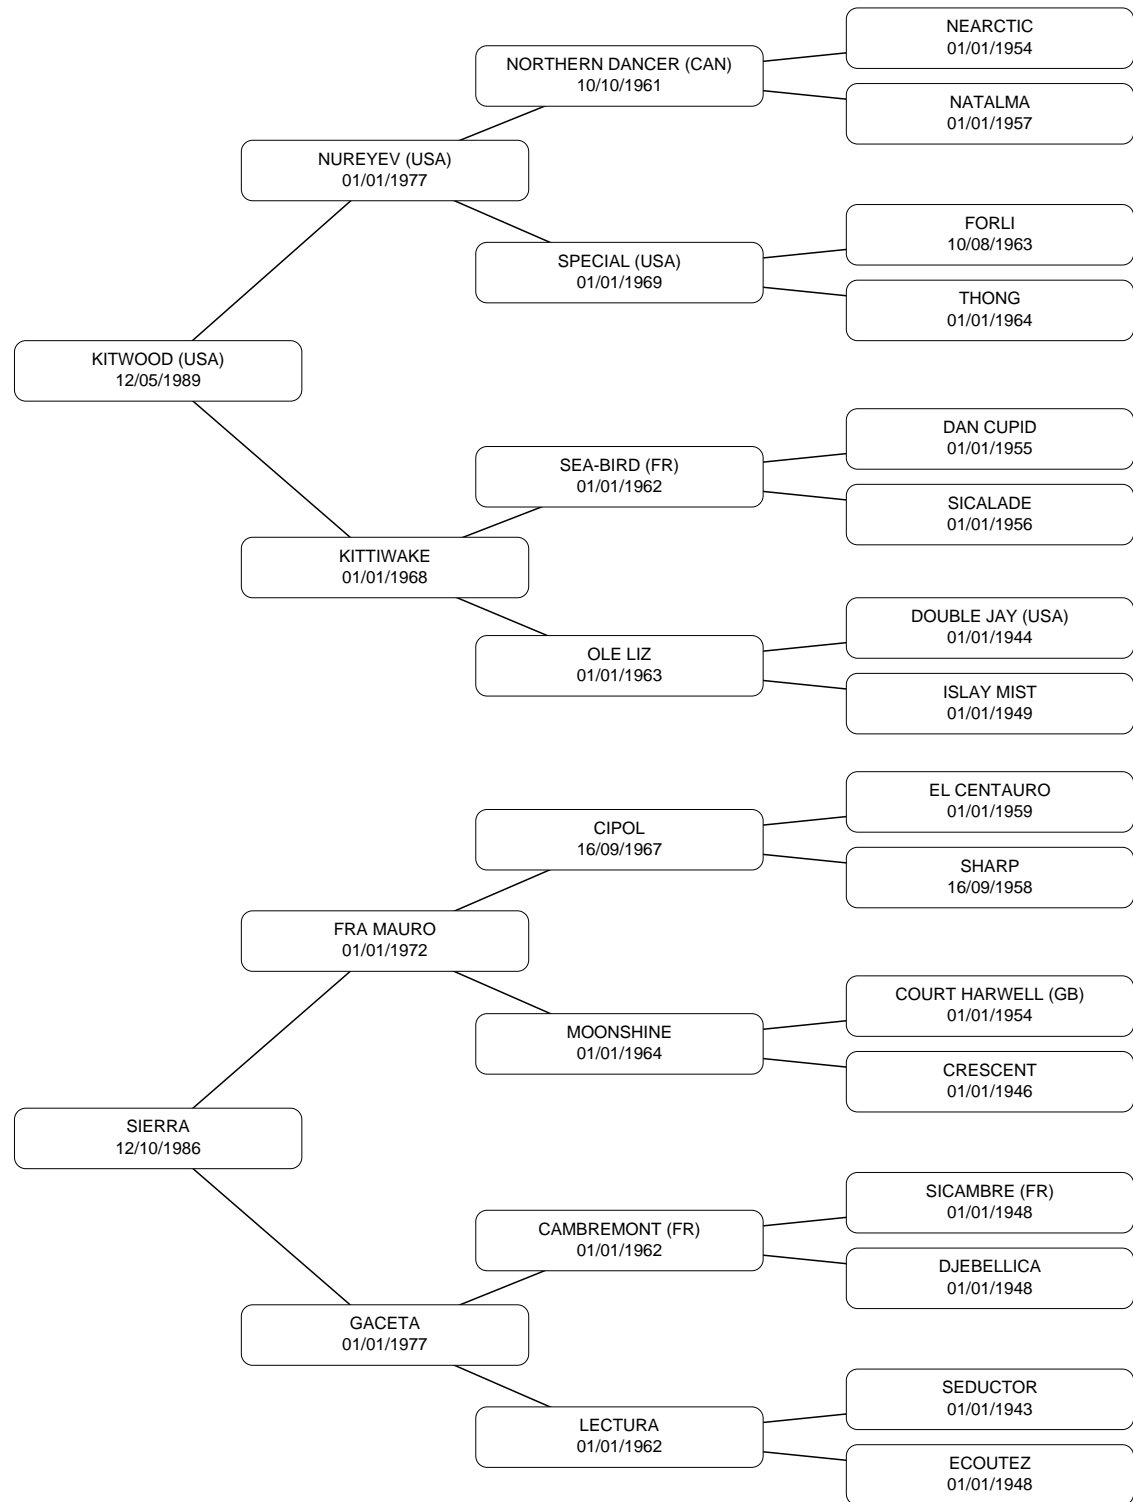 NEARCTIC
01/01/1954
NORTHERN DANCER (CAN)
10/10/1961
NATALMA
01/01/1957
NUREYEV (USA)
01/01/1977
FORLI
10/08/1963
SPECIAL (USA)
01/01/1969
THONG
01/01/1964
KITWOOD (USA)
12/05/1989
DAN CUPID
01/01/1955
SEA-BIRD (FR)
01/01/1962
SICALADE
01/01/1956
KITTIWAKE
01/01/1968
DOUBLE JAY (USA)
01/01/1944
OLE LIZ
01/01/1963
ISLAY MIST
01/01/1949
EL CENTAURO
01/01/1959
CIPOL
16/09/1967
SHARP
16/09/1958
FRA MAURO
01/01/1972
COURT HARWELL (GB)
01/01/1954
MOONSHINE
01/01/1964
CRESCENT
01/01/1946
SIERRA
12/10/1986
SICAMBRE (FR)
01/01/1948
CAMBREMONT (FR)
01/01/1962
DJEBELLICA
01/01/1948
GACETA
01/01/1977
SEDUCTOR
01/01/1943
LECTURA
01/01/1962
ECOUTEZ
01/01/1948